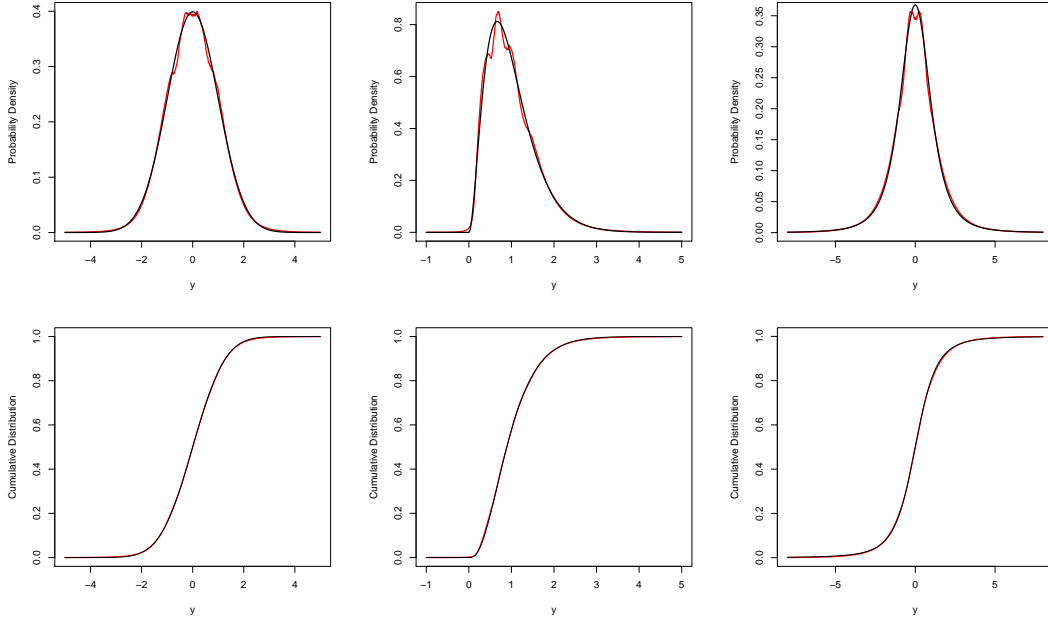 Probability Density
0.0 0.1 0.2 0.3 0.4
−4 −2 0 2 4
y
Probability Density
0.0 0.2 0.4 0.6 0.8
−1 0 1 2 3 4 5
y
Probability Density
0.00 0.05 0.10 0.15 0.20 0.25 0.30 0.35
−5 0 5
y
Cumulative Distribution
0.0 0.2 0.4 0.6 0.8 1.0
−4 −2 0 2 4
y
Cumulative Distribution
0.0 0.2 0.4 0.6 0.8 1.0
−1 0 1 2 3 4 5
y
Cumulative Distribution
0.0 0.2 0.4 0.6 0.8 1.0
−5 0 5
y